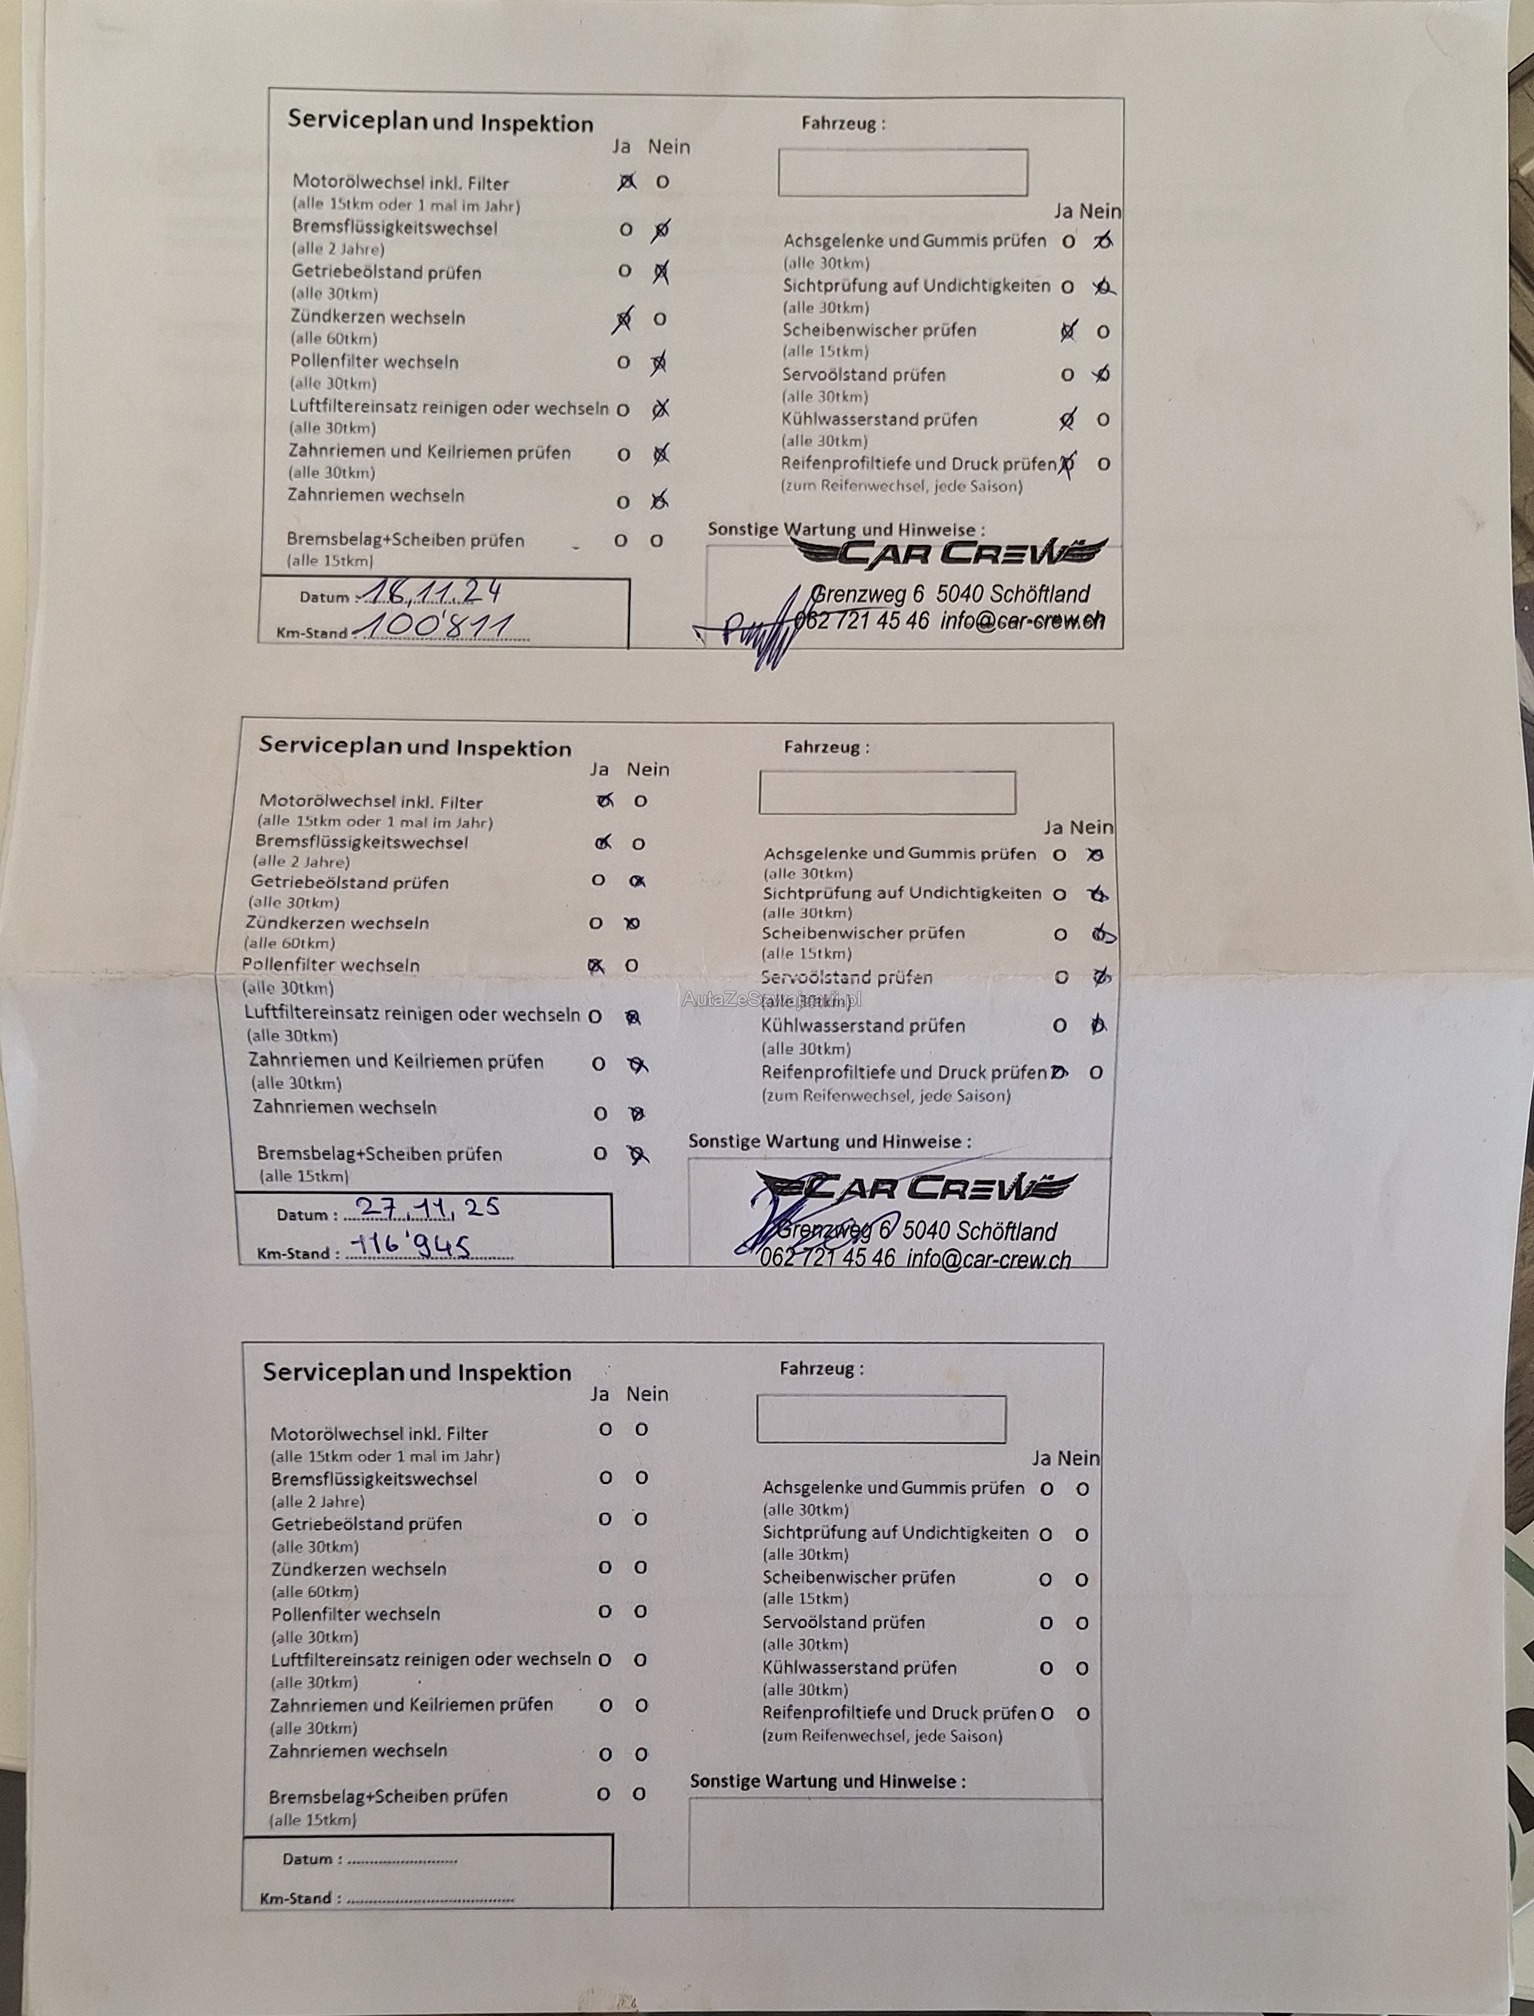 Serviceplan und Inspektion
Ja Nein
Motorölwechsel inkl. Filter
(alle 15tkm oder 1 mal im Jahr)
Bremsflüssigkeitswechsel
(alle 2 Jahre)
Getriebeölstand prüfen
(alle 30tkm)
Zündkerzen wechseln
(alle 60tkm)
Pollenfilter wechseln
(alle 30tkm)
Luftfiltereinsatz reinigen oder wechseln
(alle 30tkm)
Zahnriemen und Keilriemen prüfen
(alle 30tkm)
Zahnriemen wechseln
Bremsbelag+Scheiben prüfen
(alle 15tkm)
Datum : 18.11.24
Km-Stand 100'811
Fahrzeug :
Ja Nein
Achsgelenke und Gummis prüfen
(alle 30tkm)
Sichtprüfung auf Undichtigkeiten
(alle 30tkm)
Scheibenwischer prüfen
(alle 15tkm)
Servoölstand prüfen
(alle 30tkm)
Kühlwasserstand prüfen
(alle 30tkm)
Reifenprofiltiefe und Druck prüfen
(zum Reifenwechsel, jede Saison)
Sonstige Wartung und Hinweise :
CAR CREW
Grenzweg 6 5040 Schöftland
062 721 45 46 info@car-crew.ch
Serviceplan und Inspektion
Ja Nein
Motorölwechsel inkl. Filter
(alle 15tkm oder 1 mal im Jahr)
Bremsflüssigkeitswechsel
(alle 2 Jahre)
Getriebeölstand prüfen
(alle 30tkm)
Zündkerzen wechseln
(alle 60tkm)
Pollenfilter wechseln
(alle 30tkm)
Luftfiltereinsatz reinigen oder wechseln
(alle 30tkm)
Zahnriemen und Keilriemen prüfen
(alle 30tkm)
Zahnriemen wechseln
Bremsbelag+Scheiben prüfen
(alle 15tkm)
Datum : 27.11.25
Km-Stand : 116'945
Fahrzeug :
Ja Nein
Achsgelenke und Gummis prüfen
(alle 30tkm)
Sichtprüfung auf Undichtigkeiten
(alle 30tkm)
Scheibenwischer prüfen
(alle 15tkm)
Servoölstand prüfen
(alle 30tkm)
Kühlwasserstand prüfen
(alle 30tkm)
Reifenprofiltiefe und Druck prüfen
(zum Reifenwechsel, jede Saison)
Sonstige Wartung und Hinweise :
CAR CREW
Grenzweg 6 5040 Schöftland
062 721 45 46 info@car-crew.ch
Serviceplan und Inspektion
Ja Nein
Motorölwechsel inkl. Filter
(alle 15tkm oder 1 mal im Jahr)
Bremsflüssigkeitswechsel
(alle 2 Jahre)
Getriebeölstand prüfen
(alle 30tkm)
Zündkerzen wechseln
(alle 60tkm)
Pollenfilter wechseln
(alle 30tkm)
Luftfiltereinsatz reinigen oder wechseln
(alle 30tkm)
Zahnriemen und Keilriemen prüfen
(alle 30tkm)
Zahnriemen wechseln
Bremsbelag+Scheiben prüfen
(alle 15tkm)
Datum :
Km-Stand :
Fahrzeug :
Ja Nein
Achsgelenke und Gummis prüfen
(alle 30tkm)
Sichtprüfung auf Undichtigkeiten
(alle 30tkm)
Scheibenwischer prüfen
(alle 15tkm)
Servoölstand prüfen
(alle 30tkm)
Kühlwasserstand prüfen
(alle 30tkm)
Reifenprofiltiefe und Druck prüfen
(zum Reifenwechsel, jede Saison)
Sonstige Wartung und Hinweise :